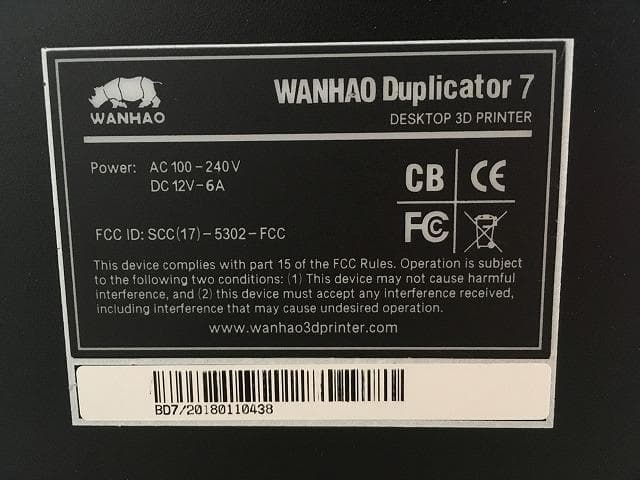 WANHAO
WANHAO Duplicator 7
DESKTOP 3D PRINTER
Power: AC 100-240V
DC 12V-6A
CB CE
FC
FCC ID: SCC(17)-5302-FCC
This device complies with part 15 of the FCC Rules. Operation is subject
to the following two conditions: (1) This device may not cause harmful
interference, and (2) this device must accept any interference received,
including interference that may cause undesired operation.
www.wanhao3dprinter.com
BD7/20180110438